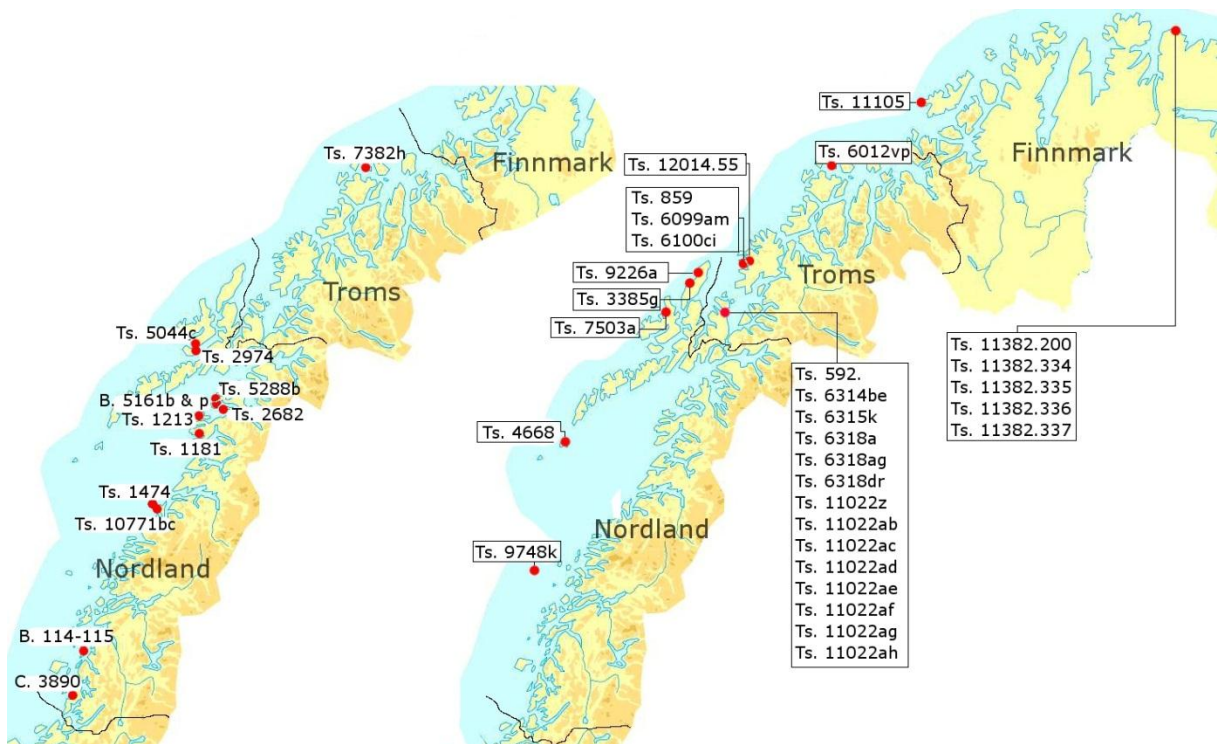 Ts. 7382h
Finnmark
Troms
Ts. 5044c
Ts. 2974
Ts. 5288b
B. 5161b & p
Ts. 2682
Ts. 1213
Ts. 1181
Ts. 1474
Ts. 10771bc
Nordland
B. 114-115
C. 3890
Ts. 11105
Ts. 6012vp
Finnmark
Ts. 12014.55
Ts. 859
Ts. 6099am
Ts. 6100ci
Troms
Ts. 9226a
Ts. 3385g
Ts. 7503a
Ts. 11382.200
Ts. 11382.334
Ts. 11382.335
Ts. 11382.336
Ts. 11382.337
Ts. 592.
Ts. 6314be
Ts. 6315k
Ts. 6318a
Ts. 6318ag
Ts. 6318dr
Ts. 11022z
Ts. 11022ab
Ts. 11022ac
Ts. 11022ad
Ts. 11022ae
Ts. 11022af
Ts. 11022ag
Ts. 11022ah
Ts. 4668
Nordland
Ts. 9748k